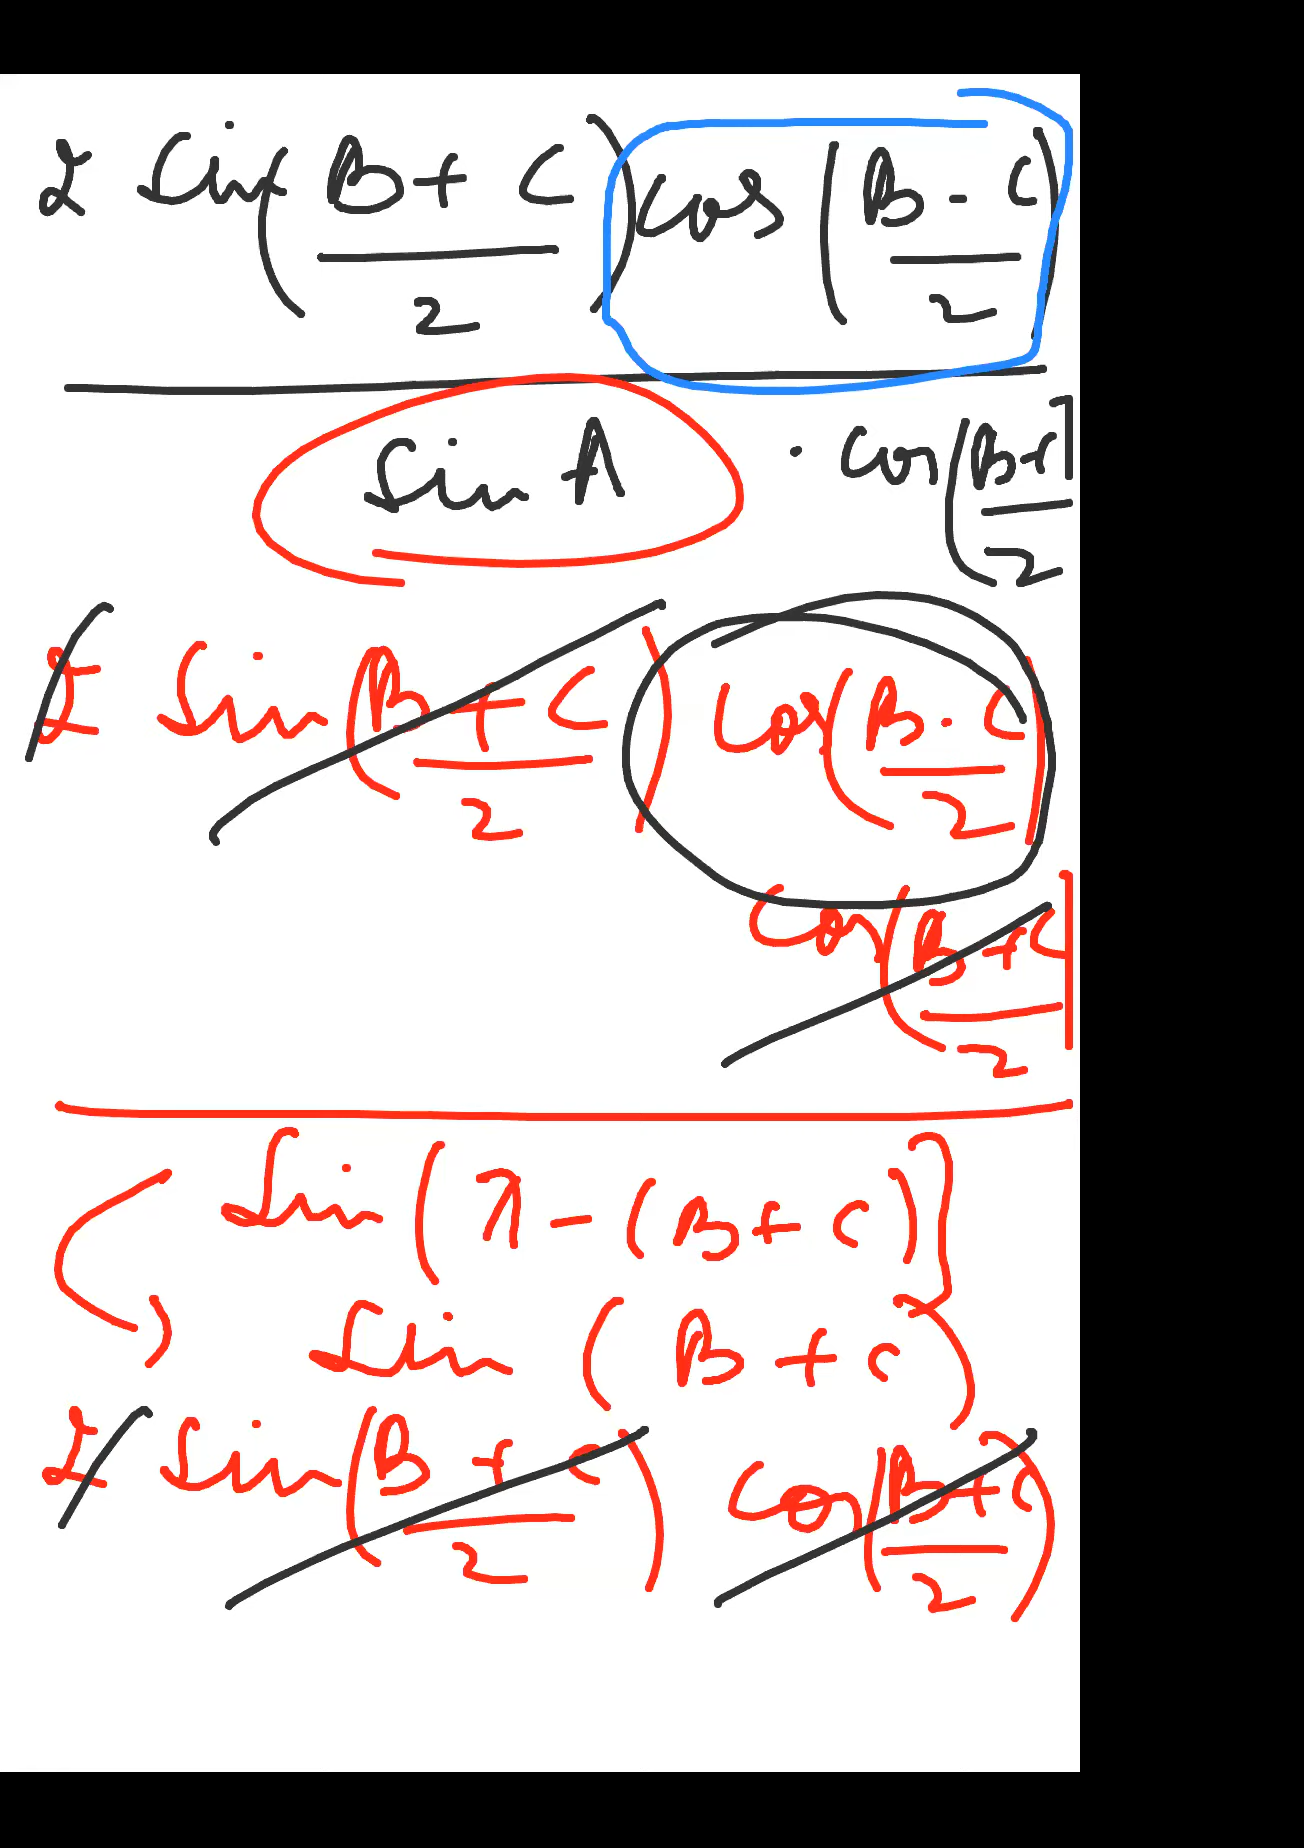 2 Sin(B+C/2) cos(B-C/2)
Sin A . cos(B+C/2)
2 Sin(B+C/2) cos(B-C/2)
cos(B+C/2)
Sin(π-(B+C)}
Sin (B+C)
2 Sin(B+C/2) cos(B+C/2)